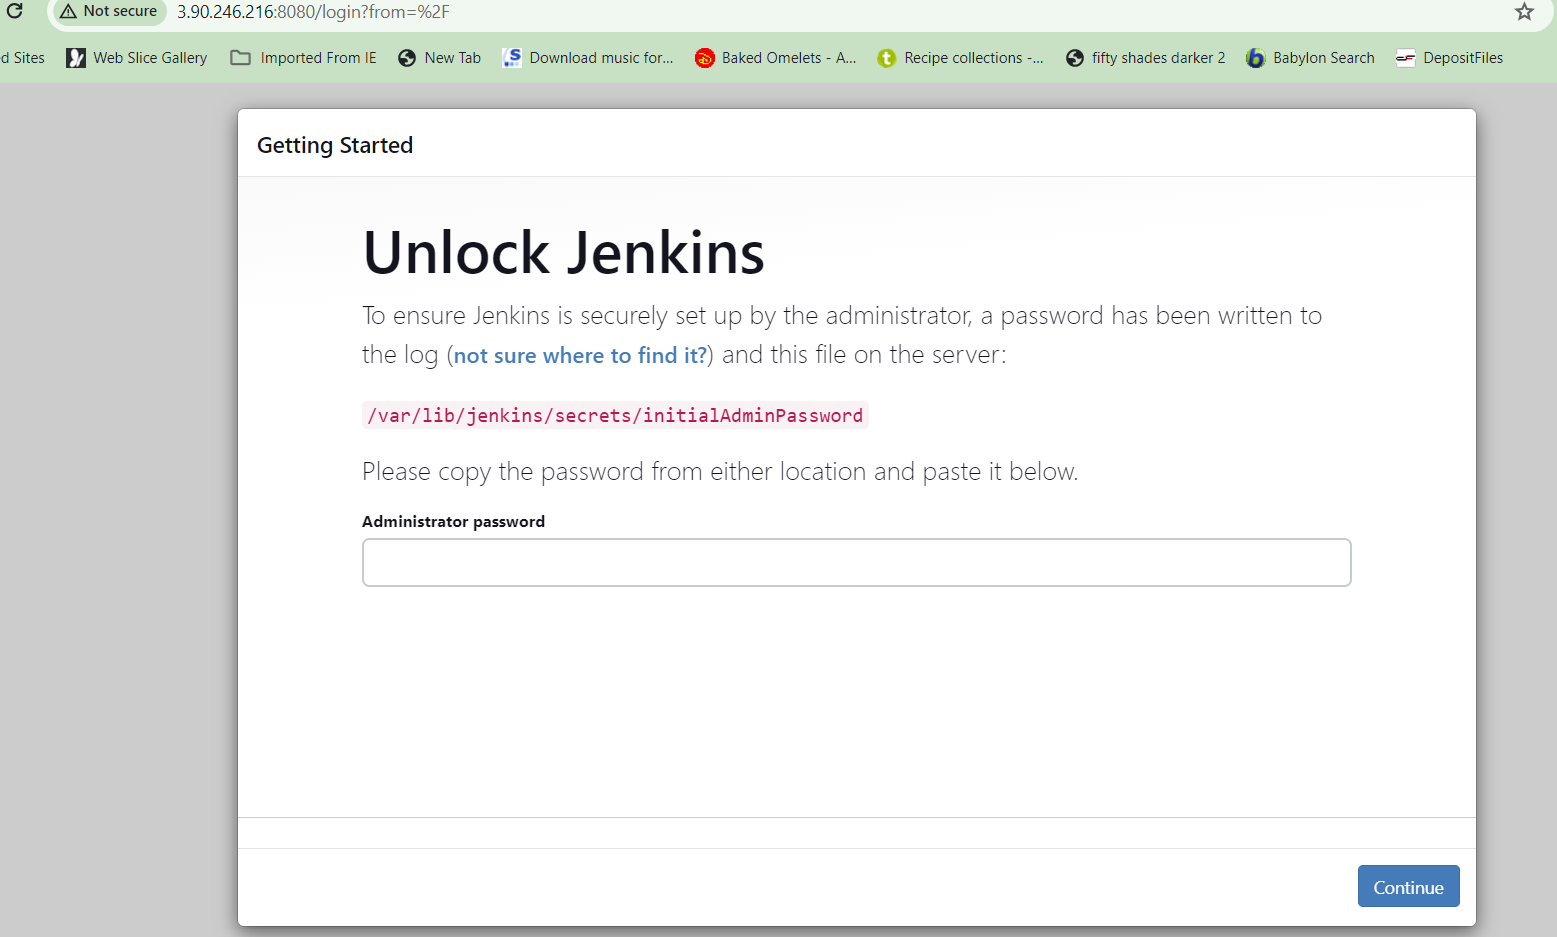 Not secure 3.90.246.216:8080/login?from=%2F
d Sites Web Slice Gallery Imported From IE New Tab Download music for... Baked Omelets - A... Recipe collections -... fifty shades darker 2 Babylon Search DepositFiles
Getting Started
Unlock Jenkins
To ensure Jenkins is securely set up by the administrator, a password has been written to
the log (not sure where to find it?) and this file on the server:
/var/lib/jenkins/secrets/initialAdminPassword
Please copy the password from either location and paste it below.
Administrator password
Continue